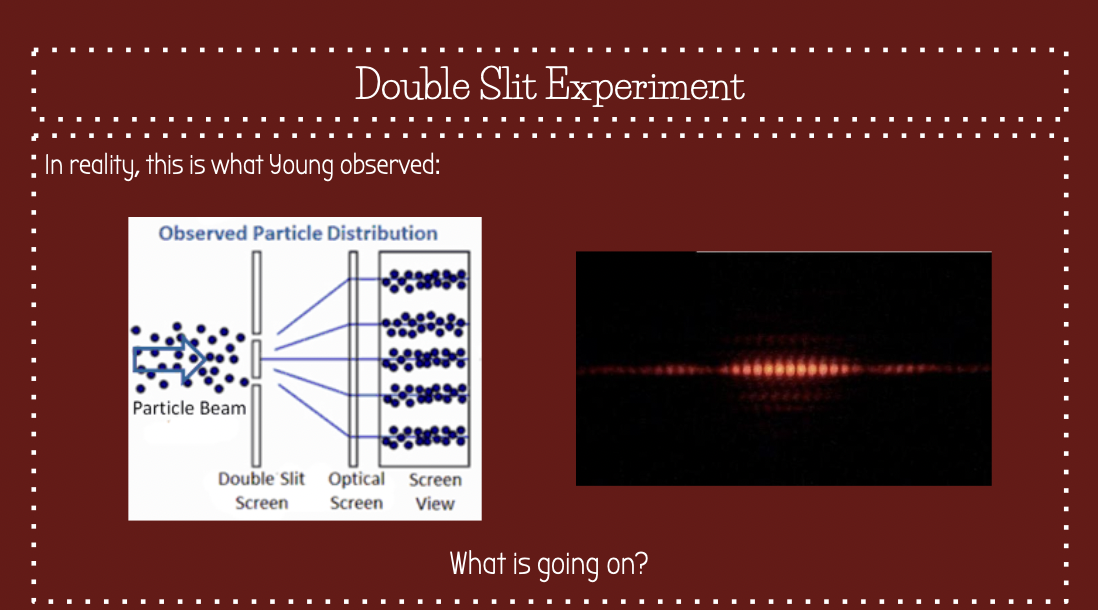 Double Slit Experiment
In reality, this is what Young observed:
Observed Particle Distribution
Particle Beam
Double Slit
Screen
Optical
Screen
Screen
View
What is going on?